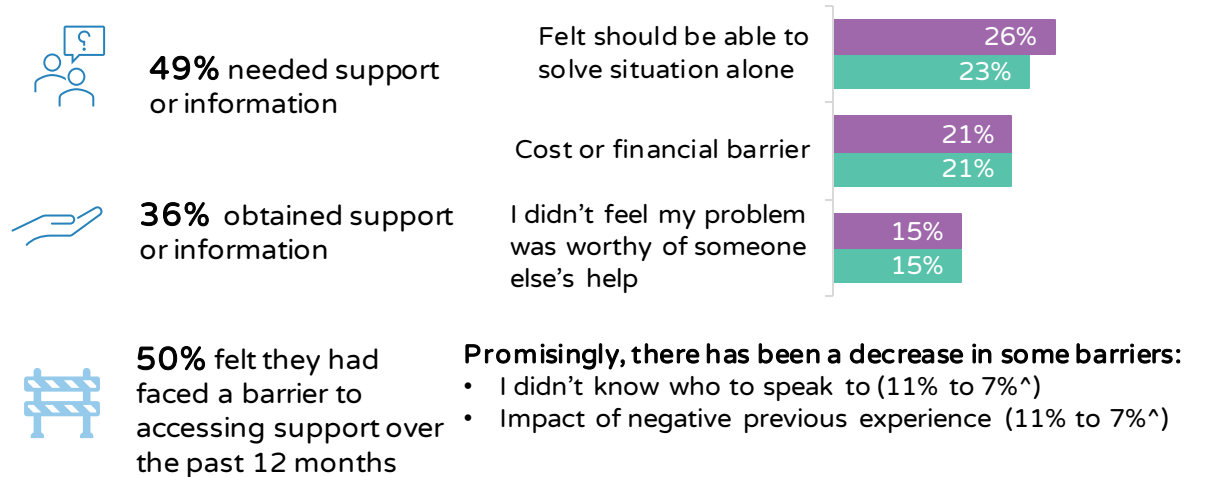 ?
49% needed support
or information
36% obtained support
or information
50% felt they had
faced a barrier to
accessing support over
the past 12 months
Felt should be able to
solve situation alone
26%
23%
Cost or financial barrier
21%
21%
I didn't feel my problem
was worthy of someone
else's help
15%
15%
Promisingly, there has been a decrease in some barriers:
• I didn't know who to speak to (11% to 7%^)
• Impact of negative previous experience (11% to 7%^)